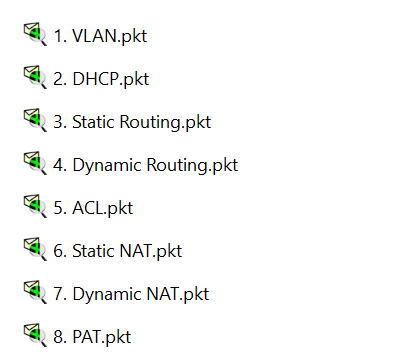 1. VLAN.pkt
2. DHCP.pkt
3. Static Routing.pkt
4. Dynamic Routing.pkt
5. ACL.pkt
6. Static NAT.pkt
7. Dynamic NAT.pkt
8. PAT.pkt